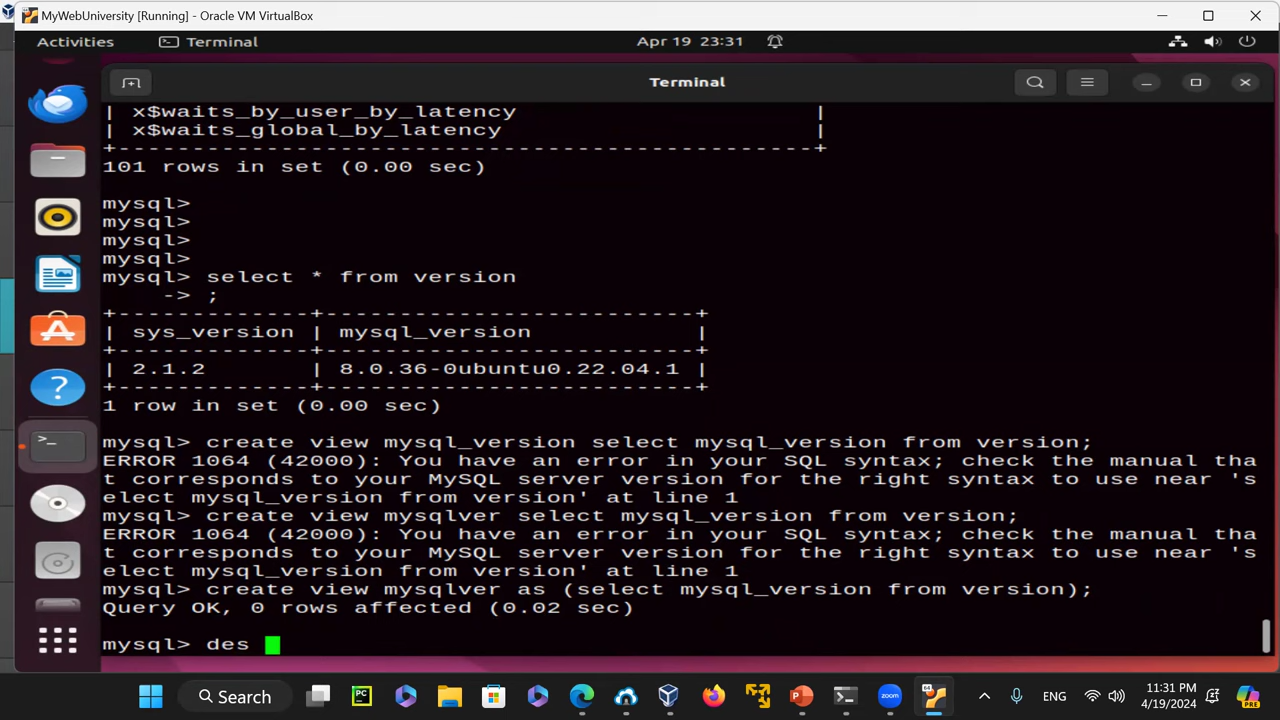 MyWebUniversity [Running] - Oracle VM VirtualBox
Activities Terminal Apr 19 23:31
Terminal
| x$waits_by_user_by_latency |
| x$waits_global_by_latency |
+-----------------------------------------------+
101 rows in set (0.00 sec)
mysql>
mysql>
mysql>
mysql>
mysql> select * from version
-> ;
+-------------+-------------------------+
| sys_version | mysql_version |
+-------------+-------------------------+
| 2.1.2 | 8.0.36-0ubuntu0.22.04.1 |
+-------------+-------------------------+
1 row in set (0.00 sec)
mysql> create view mysql_version select mysql_version from version;
ERROR 1064 (42000): You have an error in your SQL syntax; check the manual tha
t corresponds to your MySQL server version for the right syntax to use near 's
elect mysql_version from version' at line 1
mysql> create view mysqlver select mysql_version from version;
ERROR 1064 (42000): You have an error in your SQL syntax; check the manual tha
t corresponds to your MySQL server version for the right syntax to use near 's
elect mysql_version from version' at line 1
mysql> create view mysqlver as (select mysql_version from version);
Query OK, 0 rows affected (0.02 sec)
mysql> des
Search PC zoom ENG 11:31 PM
4/19/2024 PRE